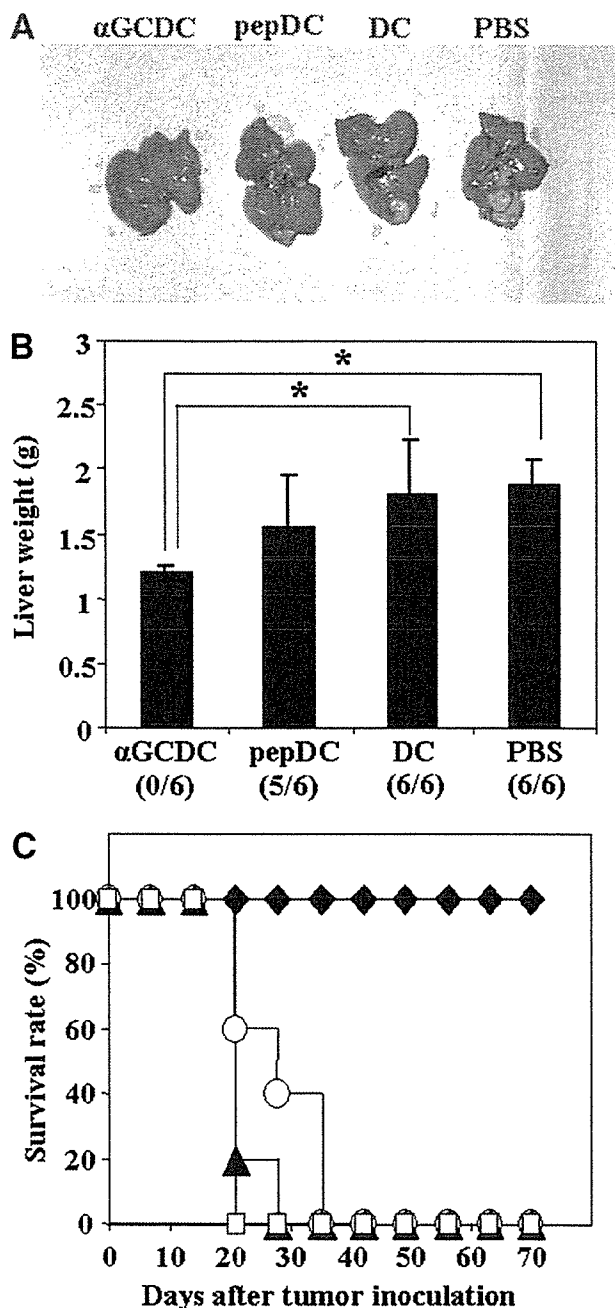 A
αGCDC pepDC DC PBS
B
Liver weight (g)
3
2.5
2
1.5
1
0.5
0
*
*
αGCDC pepDC DC PBS
(0/6) (5/6) (6/6) (6/6)
C
Survival rate (%)
100
80
60
40
20
0
0 10 20 30 40 50 60 70
Days after tumor inoculation